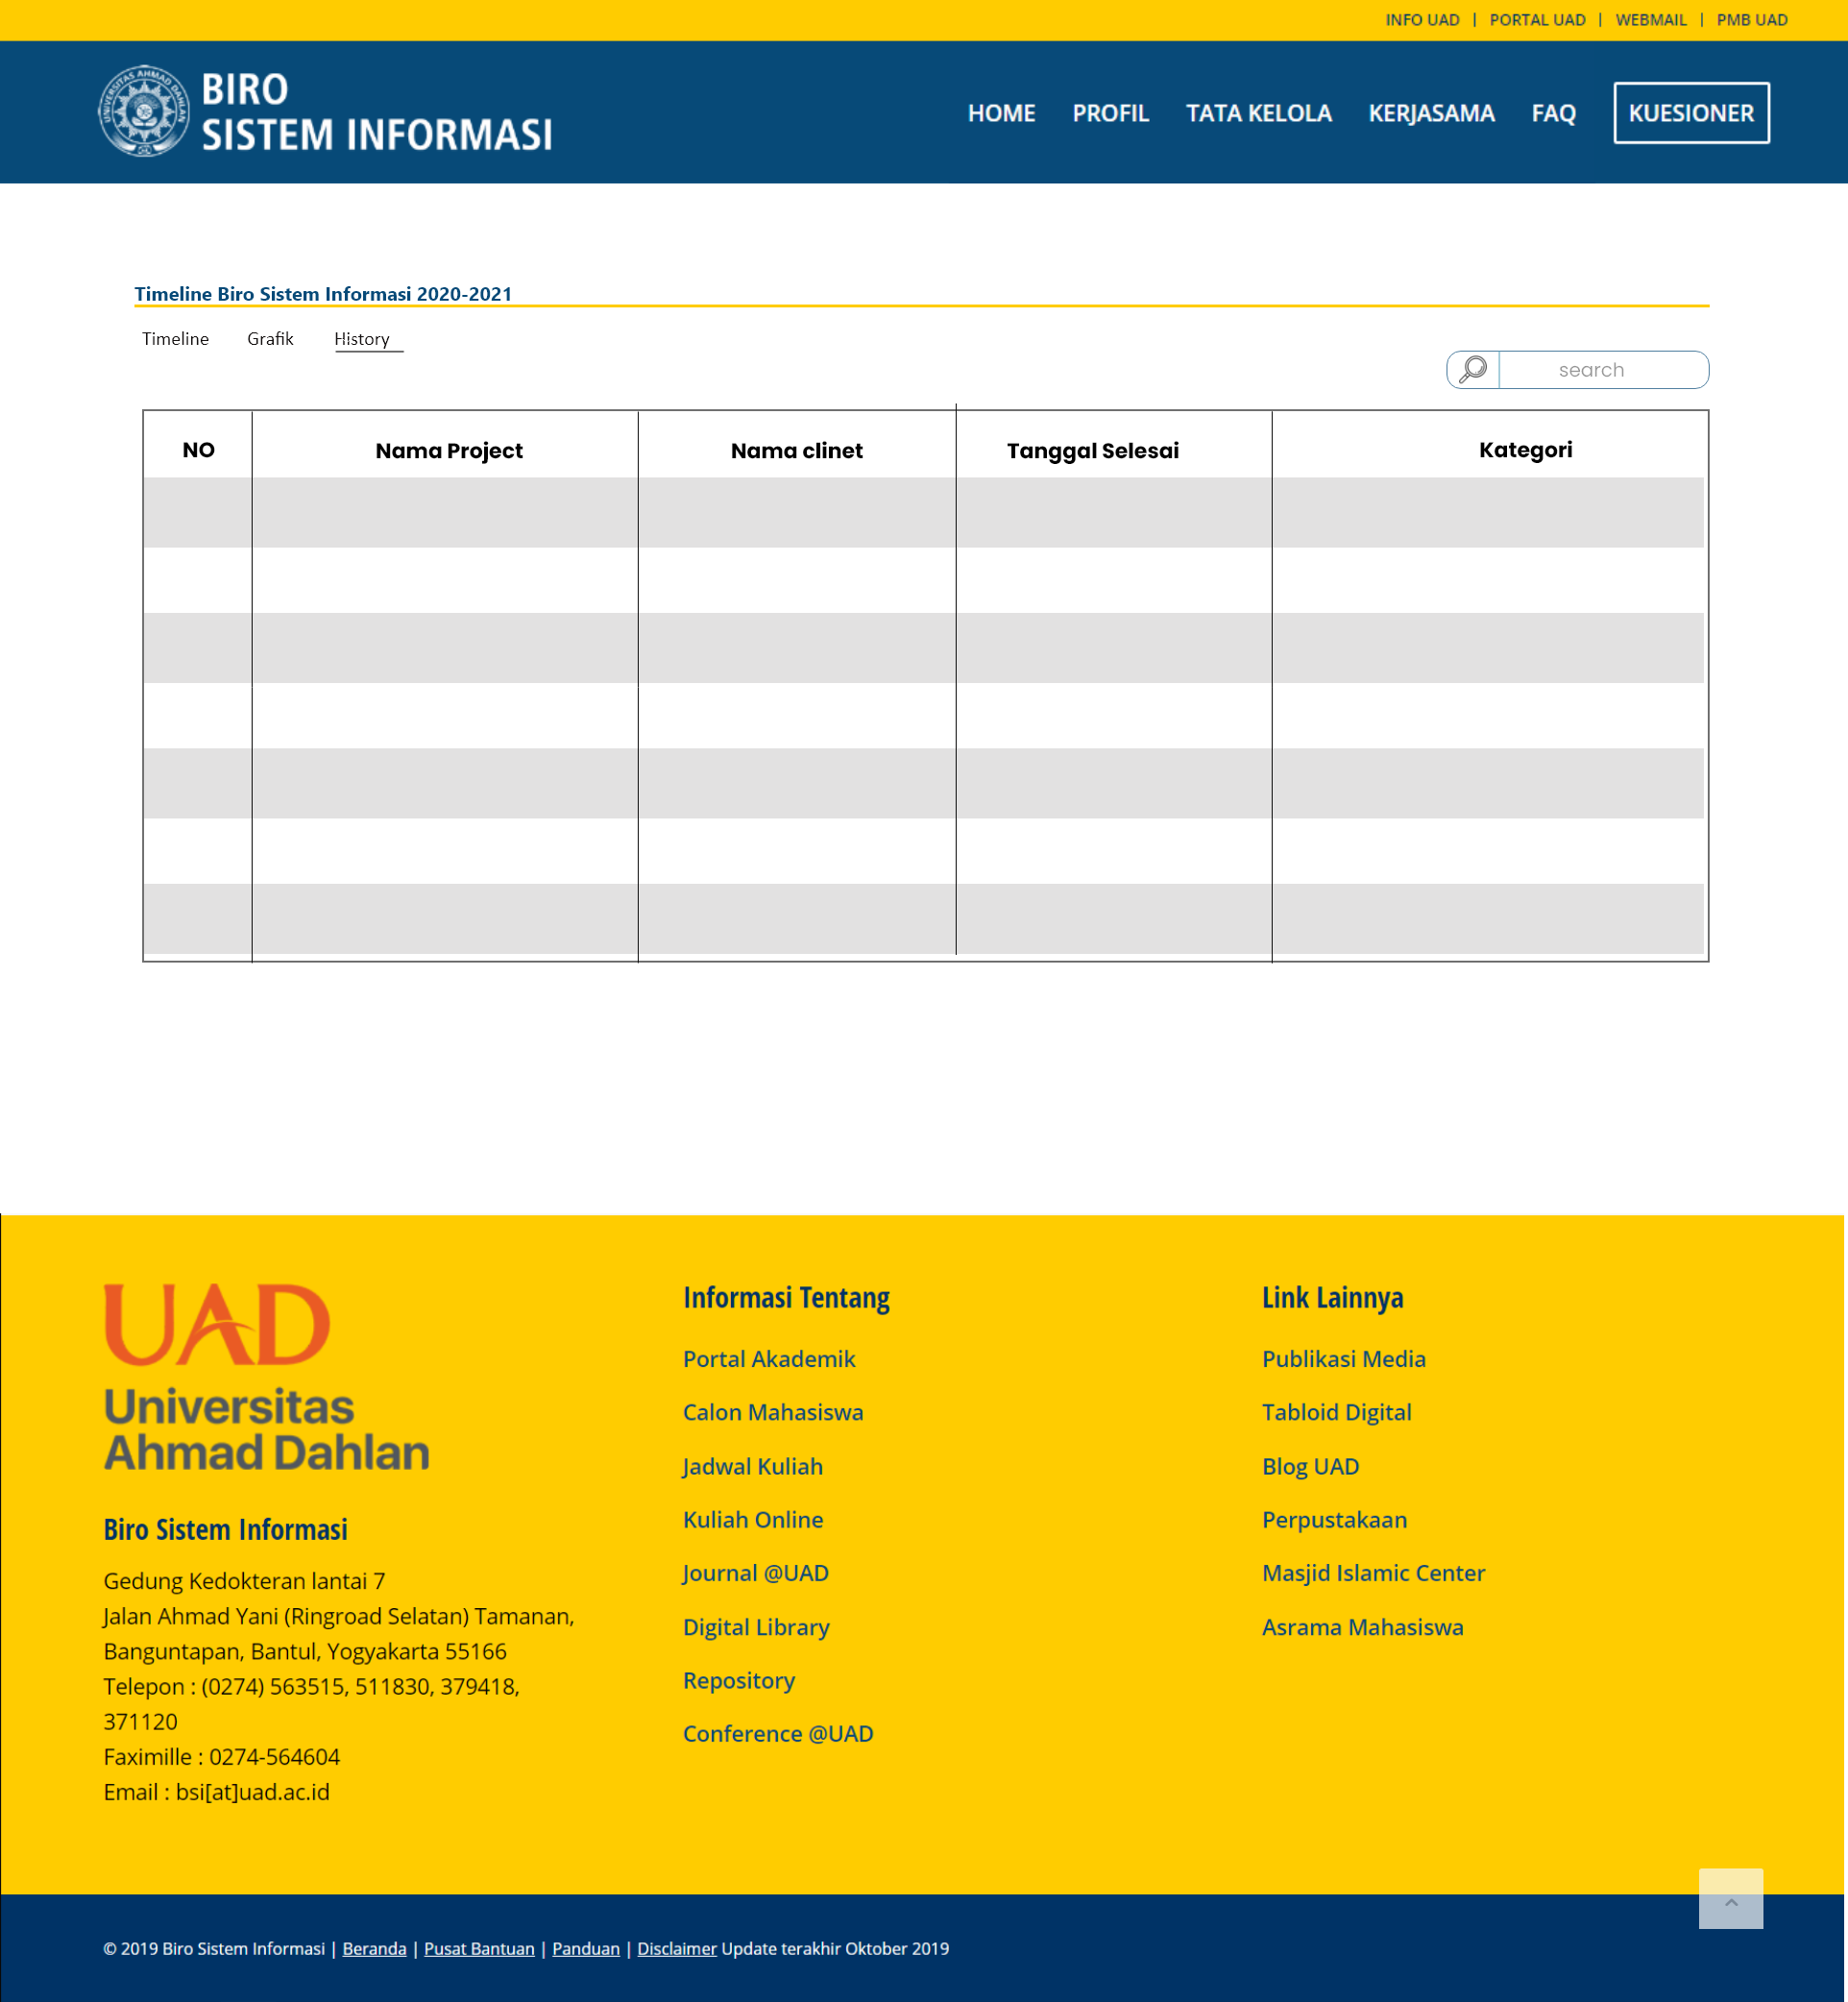 INFO UAD | PORTAL UAD | WEBMAIL | PMB UAD
UNIVERSITAS AHMAD DAHLAN
BIRO
SISTEM INFORMASI
HOME PROFIL TATA KELOLA KERJASAMA FAQ KUESIONER
Timeline Biro Sistem Informasi 2020-2021
Timeline Grafik History
search
NO Nama Project Nama clinet Tanggal Selesai Kategori
UAD
Universitas
Ahmad Dahlan
Biro Sistem Informasi
Gedung Kedokteran lantai 7
Jalan Ahmad Yani (Ringroad Selatan) Tamanan,
Banguntapan, Bantul, Yogyakarta 55166
Telepon : (0274) 563515, 511830, 379418,
371120
Faximille : 0274-564604
Email : bsi[at]uad.ac.id
Informasi Tentang
Portal Akademik
Calon Mahasiswa
Jadwal Kuliah
Kuliah Online
Journal @UAD
Digital Library
Repository
Conference @UAD
Link Lainnya
Publikasi Media
Tabloid Digital
Blog UAD
Perpustakaan
Masjid Islamic Center
Asrama Mahasiswa
© 2019 Biro Sistem Informasi | Beranda | Pusat Bantuan | Panduan | Disclaimer Update terakhir Oktober 2019